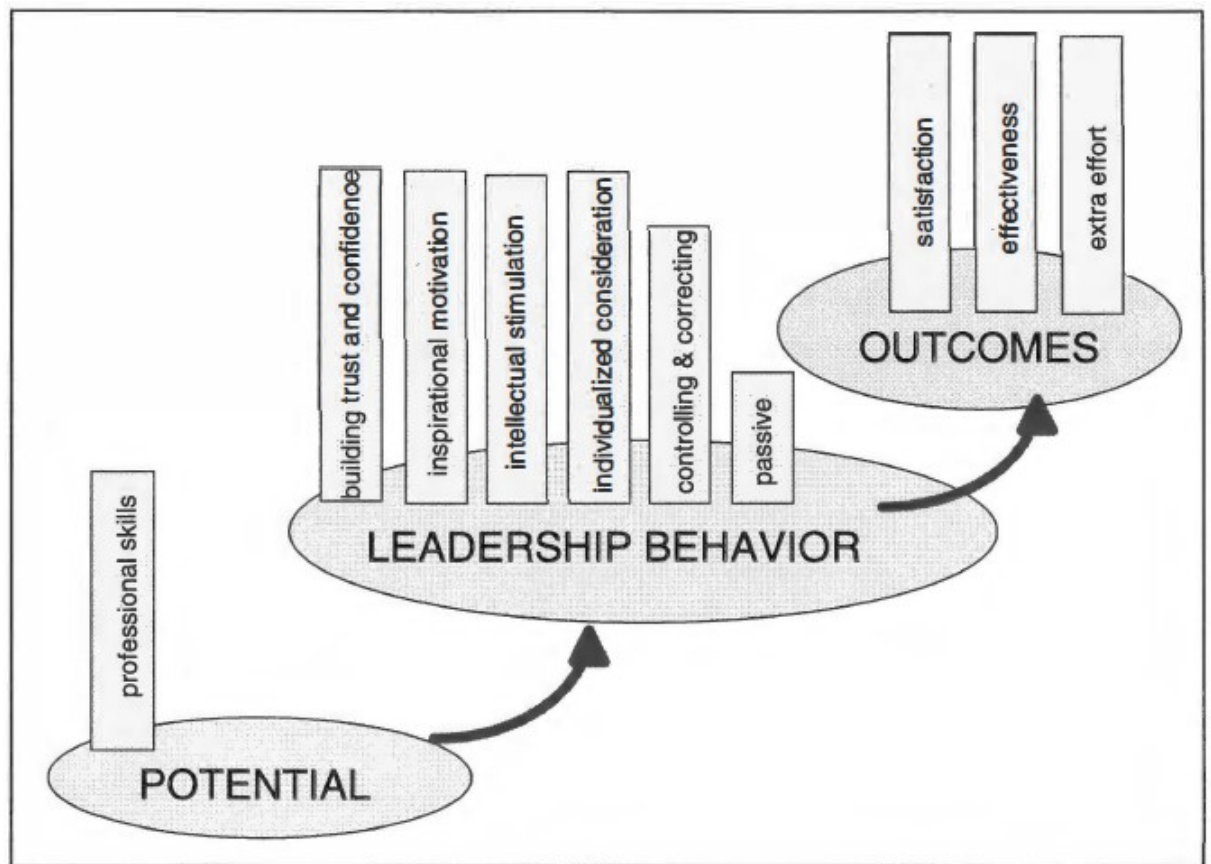 satisfaction
effectiveness
extra effort
OUTCOMES
building trust and confidence
inspirational motivation
intellectual stimulation
individualized consideration
controlling & correcting
passive
LEADERSHIP BEHAVIOR
professional skills
POTENTIAL